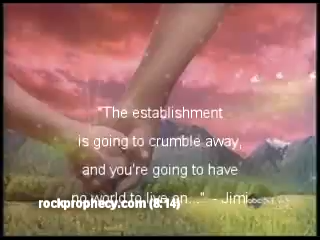 "The establishment
is going to crumble away,
and you're going to have
no world to live on..." - Jimi
rockprophecy.com (8:14)